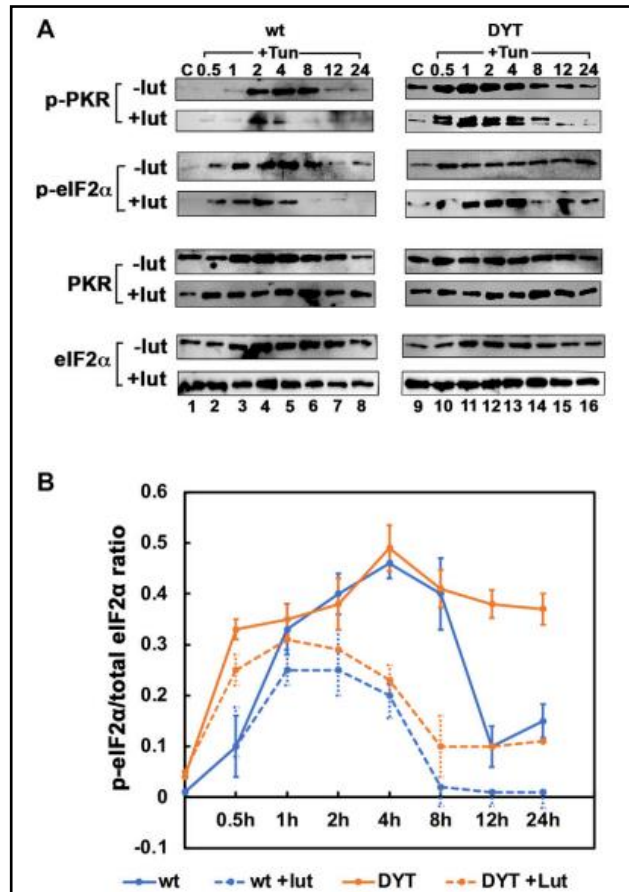 A
wt DYT
+Tun +Tun
C 0.5 1 2 4 8 12 24 C 0.5 1 2 4 8 12 24
p-PKR -lut
+lut
p-eIF2α -lut
+lut
PKR -lut
+lut
eIF2α -lut
+lut
1 2 3 4 5 6 7 8 9 10 11 12 13 14 15 16
B
p-eIF2α/total eIF2α ratio
0.6
0.5
0.4
0.3
0.2
0.1
0
-0.1
0.5h 1h 2h 4h 8h 12h 24h
wt wt +lut DYT DYT +Lut